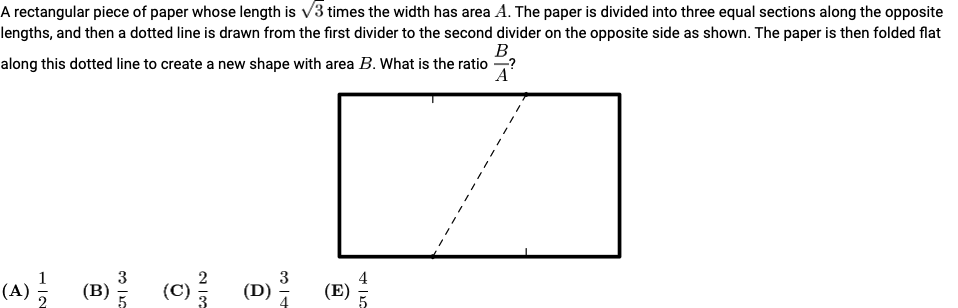 A rectangular piece of paper whose length is √3 times the width has area A. The paper is divided into three equal sections along the opposite
lengths, and then a dotted line is drawn from the first divider to the second divider on the opposite side as shown. The paper is then folded flat
along this dotted line to create a new shape with area B. What is the ratio B/A?
(A) 1/2 (B) 3/5 (C) 2/3 (D) 3/4 (E) 4/5